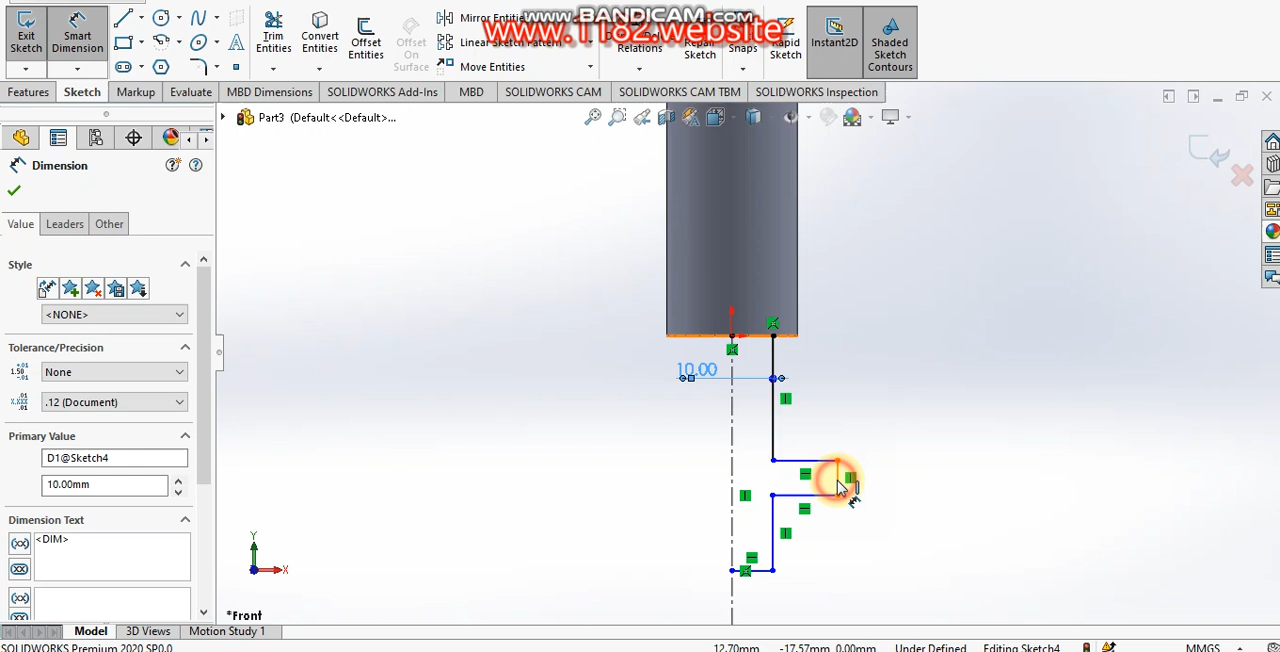 www.BANDICAM.com
www.1182.website
Exit Sketch
Smart Dimension
Trim Entities
Convert Entities
Offset Entities
Offset On Surface
Mirror Entities
Linear Sketch Pattern
Move Entities
Relations
Repair Sketch
Snaps
Rapid Sketch
Instant2D
Shaded Sketch Contours
Features
Sketch
Markup
Evaluate
MBD Dimensions
SOLIDWORKS Add-Ins
MBD
SOLIDWORKS CAM
SOLIDWORKS CAM TBM
SOLIDWORKS Inspection
Part3 (Default<<Default>...
Dimension
Value
Leaders
Other
Style
<NONE>
Tolerance/Precision
None
.12 (Document)
Primary Value
D1@Sketch4
10.00mm
Dimension Text
<DIM>
10.00
Y
X
*Front
Model
3D Views
Motion Study 1
SOLIDWORKS Premium 2020 SP0.0
12.70mm
-17.57mm
0.00mm
Under Defined
Editing Sketch4
MMGS